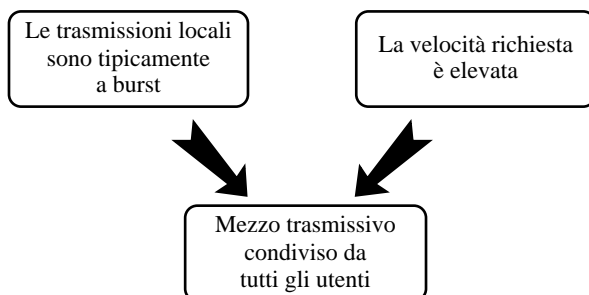 Le trasmissioni locali
sono tipicamente
a burst
La velocità richiesta
è elevata
Mezzo trasmissivo
condiviso da
tutti gli utenti